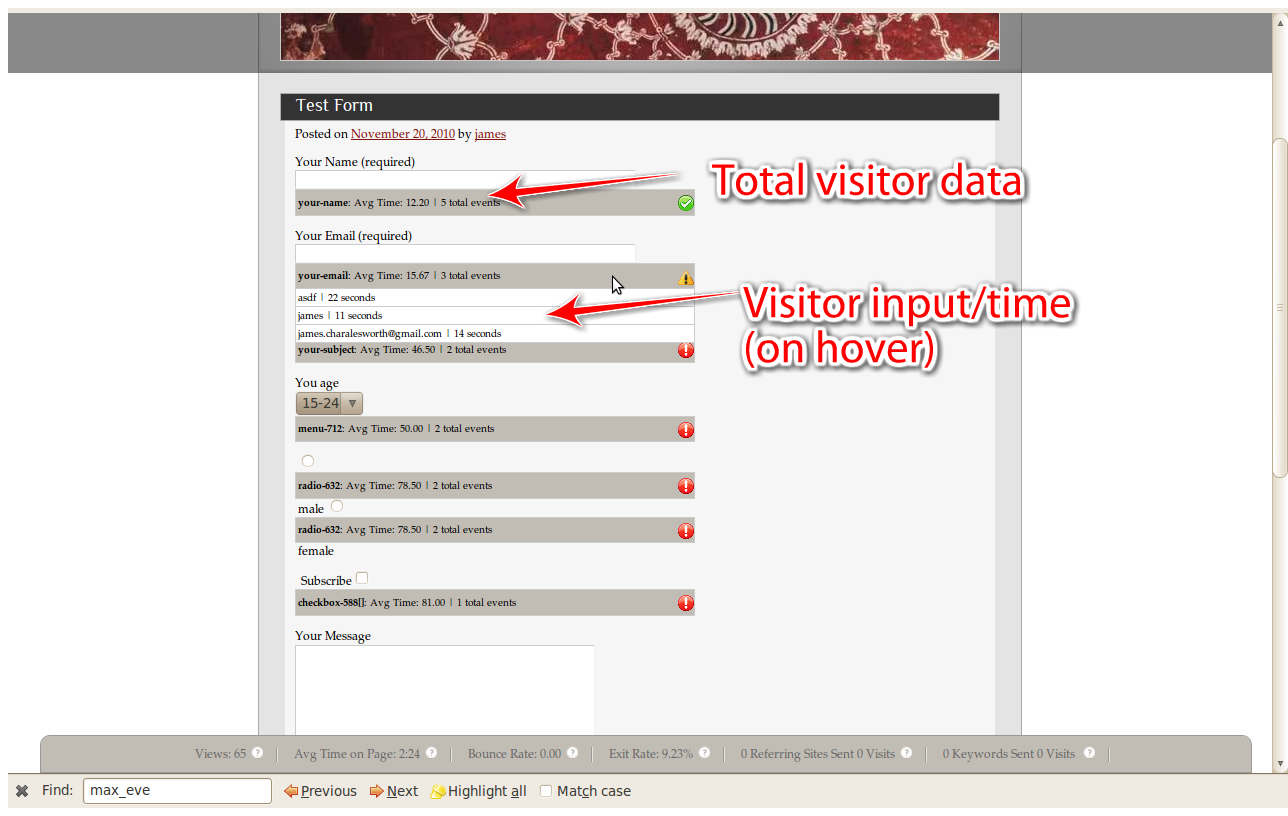 Test Form
Posted on November 20, 2010 by james
Your Name (required)
Total visitor data
your-name: Avg Time: 12.20 | 5 total events
Your Email (required)
your-email: Avg Time: 15.67 | 3 total events
asdf | 22 seconds
Visitor input/time
james | 11 seconds
(on hover)
james.charalesworth@gmail.com | 14 seconds
your-subject: Avg Time: 46.50 | 2 total events
You age
15-24
menu-712: Avg Time: 50.00 | 2 total events
radio-632: Avg Time: 78.50 | 2 total events
male
radio-632: Avg Time: 78.50 | 2 total events
female
Subscribe
checkbox-588[]: Avg Time: 81.00 | 1 total events
Your Message
Views: 65 ? Avg Time on Page: 2:24 ? Bounce Rate: 0.00 ? Exit Rate: 9.23% ? 0 Referring Sites Sent 0 Visits ? 0 Keywords Sent 0 Visits ?
Find: max_eve Previous Next Highlight all Match case